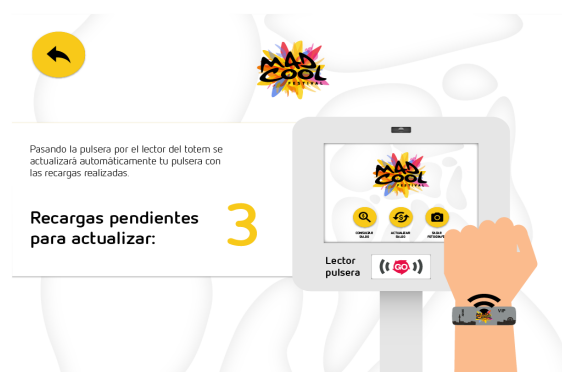 MAD
COOL
FESTIVAL
Pasando la pulsera por el lector del totem se
actualizará automáticamente tu pulsera con
las recargas realizadas.
Recargas pendientes
para actualizar:
3
MAD
COOL
FESTIVAL
CONSULTAR
SALDO
ACTUALIZAR
SALDO
Lector
pulsera
GO
VIP